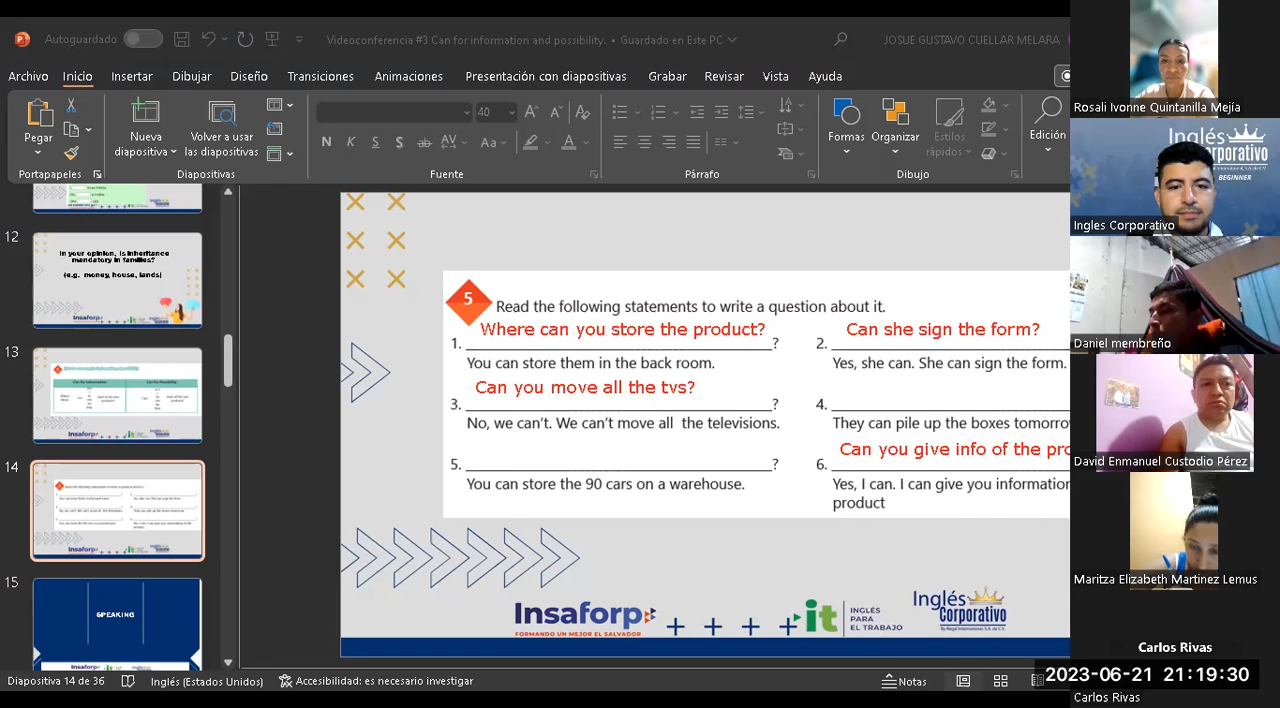 Autoguardado
Videoconferencia #3 Can for information and possibility. • Guardado en Este PC
JOSUE GUSTAVO CUELLAR MELARA
Archivo Inicio Insertar Dibujar Diseño Transiciones Animaciones Presentación con diapositivas Grabar Revisar Vista Ayuda
Pegar
Nueva diapositiva
Volver a usar las diapositivas
40
N K S S ab AV Aa A
Formas
Organizar
Estilos rápidos
Edición
Portapapeles Diapositivas Fuente Párrafo Dibujo
12
In your opinion, is inheritance
mandatory in families?
(e.g. money, house, lands)
13
14
15
SPEAKING
5
Read the following statements to write a question about it.
Where can you store the product?
1. ?
You can store them in the back room.
Can she sign the form?
2.
Yes, she can. She can sign the form.
Can you move all the tvs?
3. ?
No, we can't. We can't move all the televisions.
4.
They can pile up the boxes tomorro
5. ?
You can store the 90 cars on a warehouse.
Can you give info of the pro
6.
Yes, I can. I can give you information
product
Insaforp
FORMANDO UN MEJOR EL SALVADOR
it
INGLÉS
PARA
EL TRABAJO
Inglés
Corporativo
Diapositiva 14 de 36
Inglés (Estados Unidos)
Accesibilidad: es necesario investigar
Notas
Rosali Ivonne Quintanilla Mejía
Inglés
Corporativo
BEGINNER
Ingles Corporativo
Daniel membreño
David Enmanuel Custodio Pérez
Maritza Elizabeth Martinez Lemus
Carlos Rivas
2023-06-21 21:19:30
Carlos Rivas